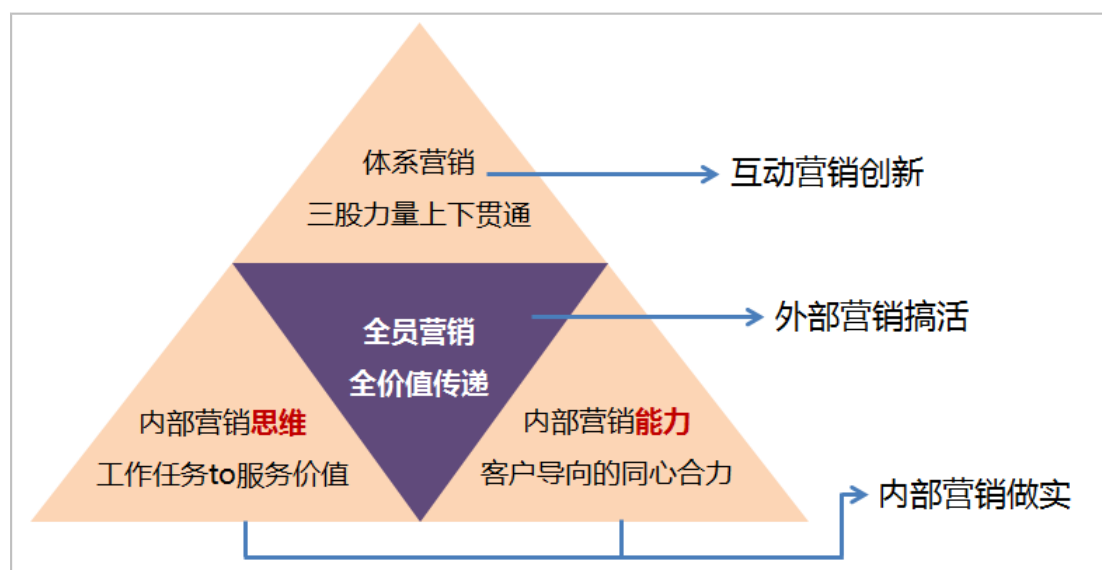 体系营销
三股力量上下贯通
互动营销创新
全员营销
全价值传递
外部营销搞活
内部营销思维
工作任务to服务价值
内部营销能力
客户导向的同心合力
内部营销做实